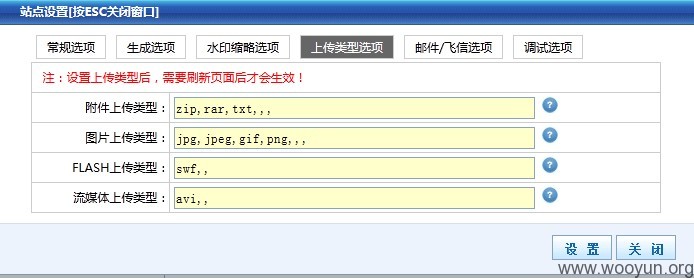 站点设置[按ESC关闭窗口]
常规选项 生成选项 水印缩略选项 上传类型选项 邮件/飞信选项 调试选项
注：设置上传类型后，需要刷新页面后才会生效！
附件上传类型： zip,rar,txt,,, ?
图片上传类型： jpg,jpeg,gif,png,,, ?
FLASH上传类型： swf,, ?
流媒体上传类型： avi,, ?
设 置 关 闭
www.wooyun.org